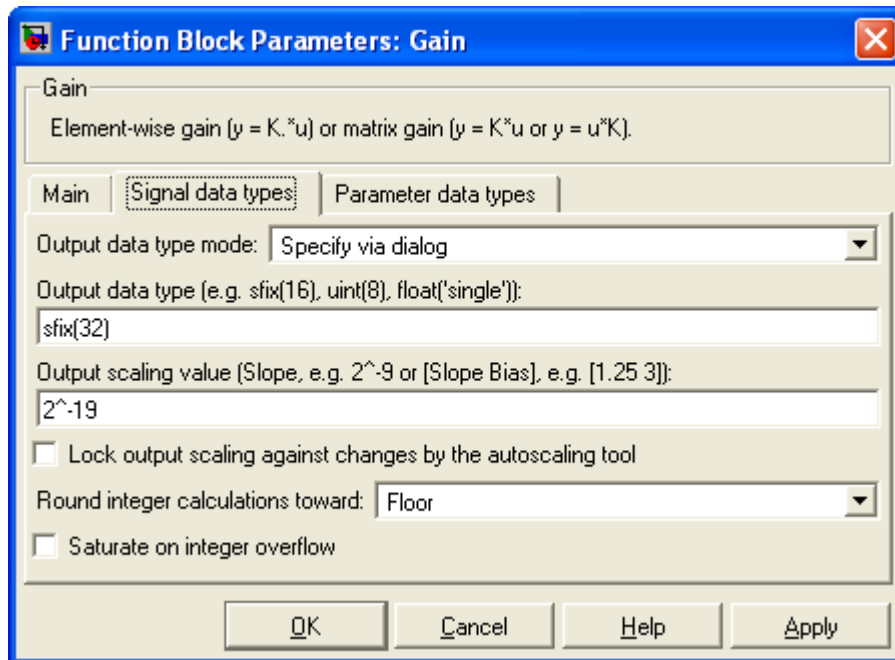 Function Block Parameters: Gain
Gain
Element-wise gain (y = K.*u) or matrix gain (y = K*u or y = u*K).
Main Signal data types Parameter data types
Output data type mode: Specify via dialog
Output data type (e.g. sfix(16), uint(8), float('single')):
sfix(32)
Output scaling value (Slope, e.g. 2^-9 or [Slope Bias], e.g. [1.25 3]):
2^-19
Lock output scaling against changes by the autoscaling tool
Round integer calculations toward: Floor
Saturate on integer overflow
OK Cancel Help Apply